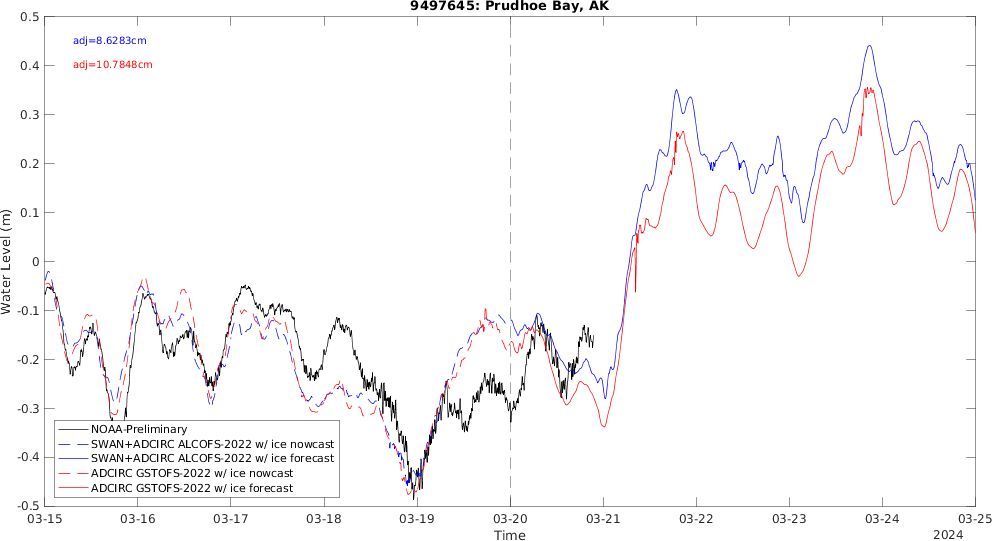 9497645: Prudhoe Bay, AK
0.5
adj=8.6283cm
0.4
adj=10.7848cm
0.3
0.2
0.1
0
Water Level (m)
-0.1
-0.2
-0.3
NOAA-Preliminary
SWAN+ADCIRC ALCOFS-2022 w/ ice nowcast
-0.4
SWAN+ADCIRC ALCOFS-2022 w/ ice forecast
ADCIRC GSTOFS-2022 w/ ice nowcast
ADCIRC GSTOFS-2022 w/ ice forecast
-0.5
03-15 03-16 03-17 03-18 03-19 03-20 03-21 03-22 03-23 03-24 03-25
Time
2024